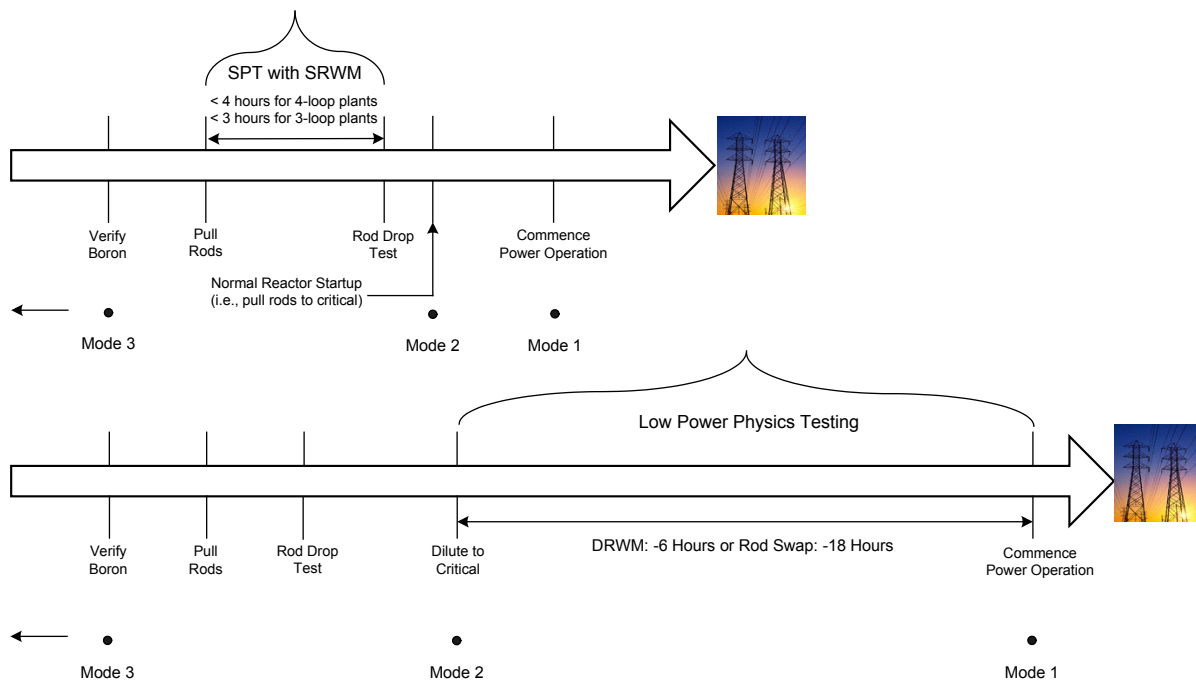 SPT with SRWM
< 4 hours for 4-loop plants
< 3 hours for 3-loop plants
Verify
Boron
Pull
Rods
Rod Drop
Test
Commence
Power Operation
Normal Reactor Startup
(i.e., pull rods to critical)
Mode 3
Mode 2
Mode 1
Low Power Physics Testing
DRWM: -6 Hours or Rod Swap: -18 Hours
Verify
Boron
Pull
Rods
Rod Drop
Test
Dilute to
Critical
Commence
Power Operation
Mode 3
Mode 2
Mode 1